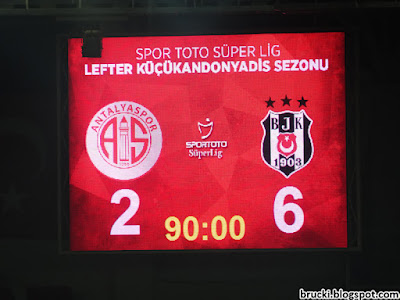 SPOR TOTO SÜPER LİG
LEFTER KÜÇÜKANDONYADİS SEZONU
ANTALYASPOR
AS
SPORTOTO
SüperLig
BJK
1903
2
90:00
6
bruckl.blogspot.com